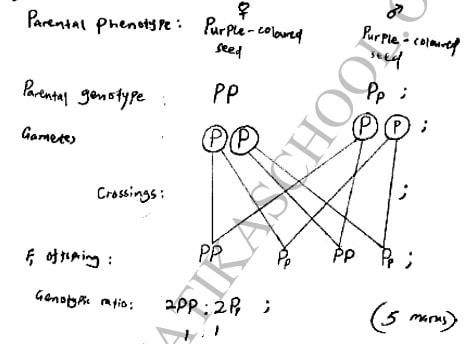 ♀ ♂
Parental phenotype: Purple-coloured seed Purple-coloured seed
Parental genotype: PP Pp ;
Gametes P P P p ;
Crossings: ;
F₁ offspring: PP Pp PP Pp ;
Genotypic ratio: 2PP : 2Pp ;
1 : 1
(5 marks)